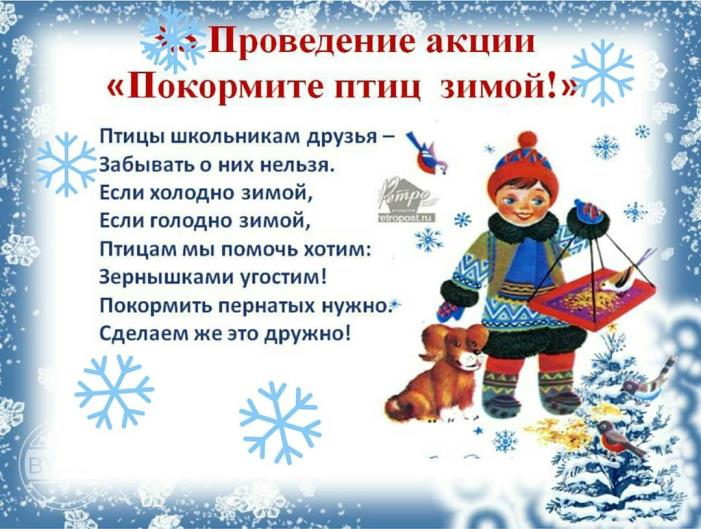 Проведение акции
«Покормите птиц зимой!»
Птицы школьникам друзья –
Забывать о них нельзя.
Если холодно зимой,
Если голодно зимой,
Птицам мы помочь хотим:
Зернышками угостим!
Покормить пернатых нужно.
Сделаем же это дружно!
Ретро
retropost.ru
BY